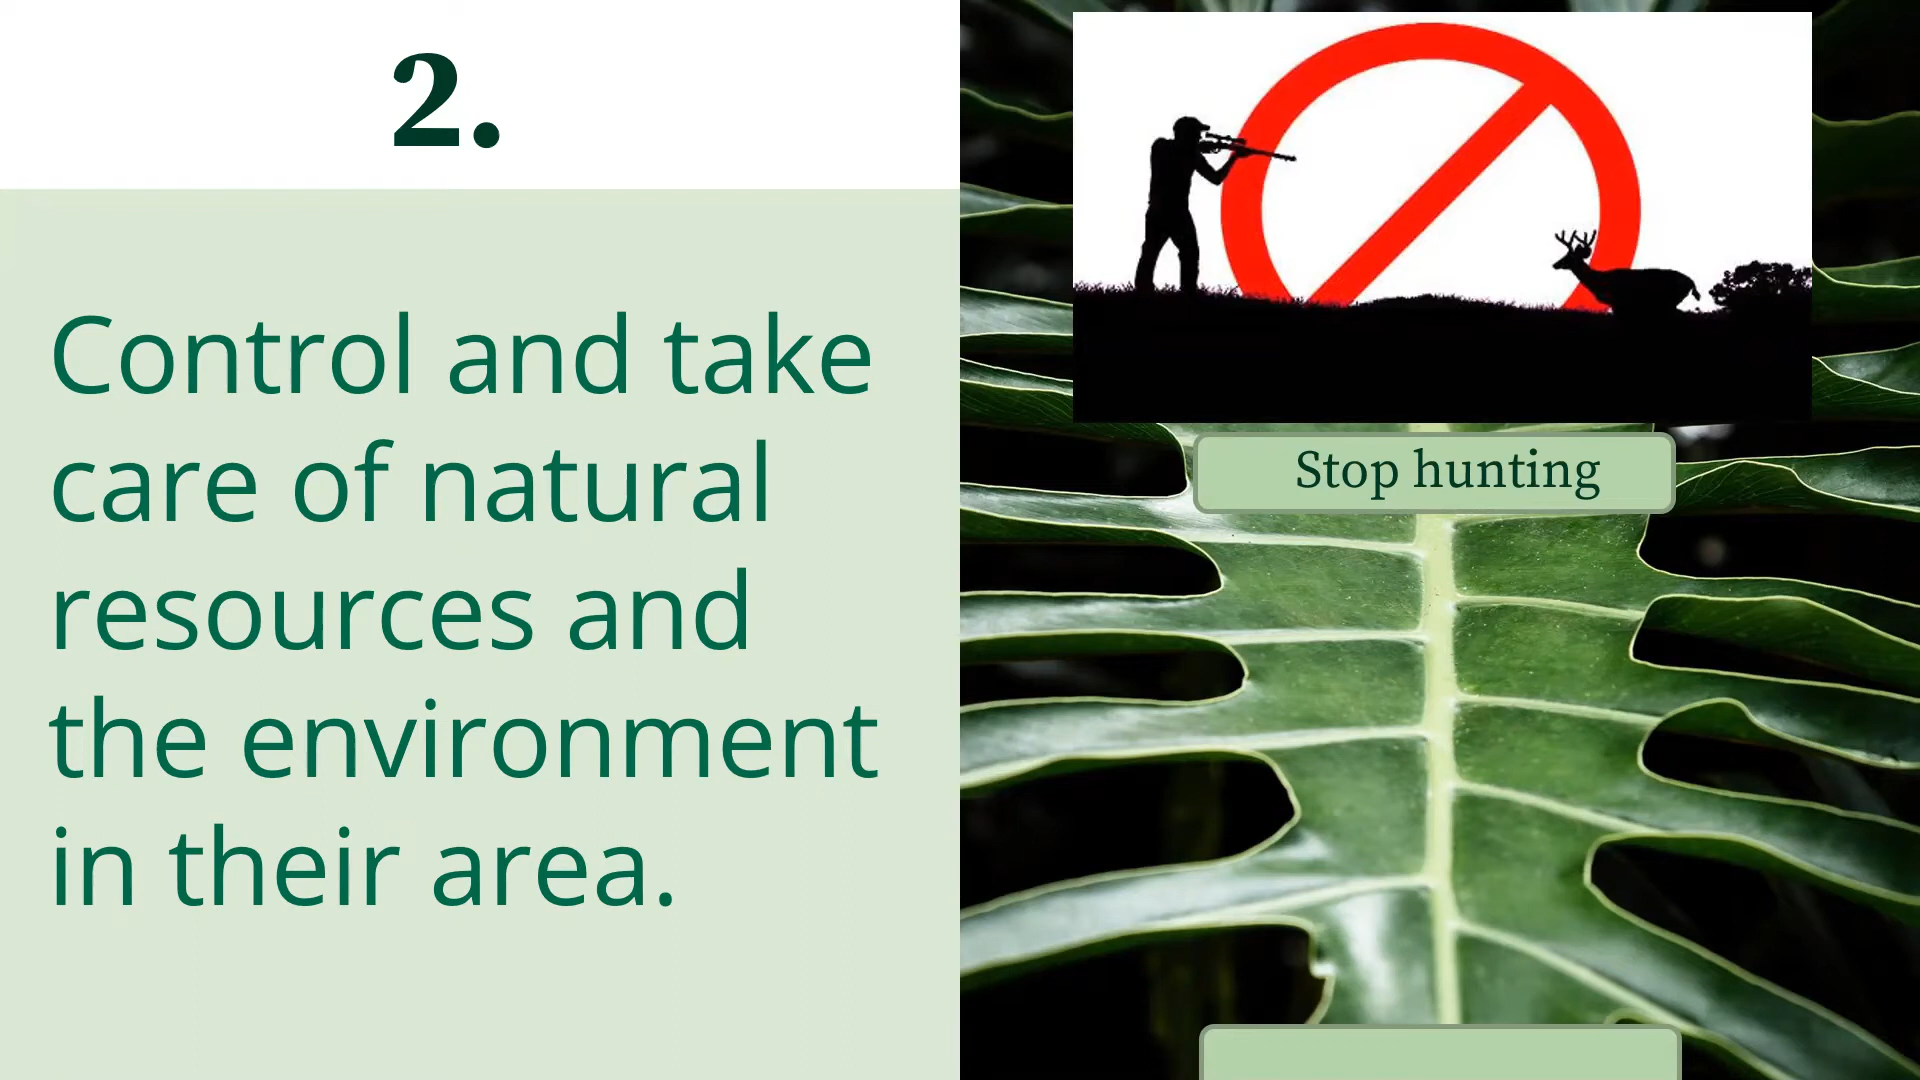 2.
Control and take
care of natural
resources and
the environment
in their area.
Stop hunting